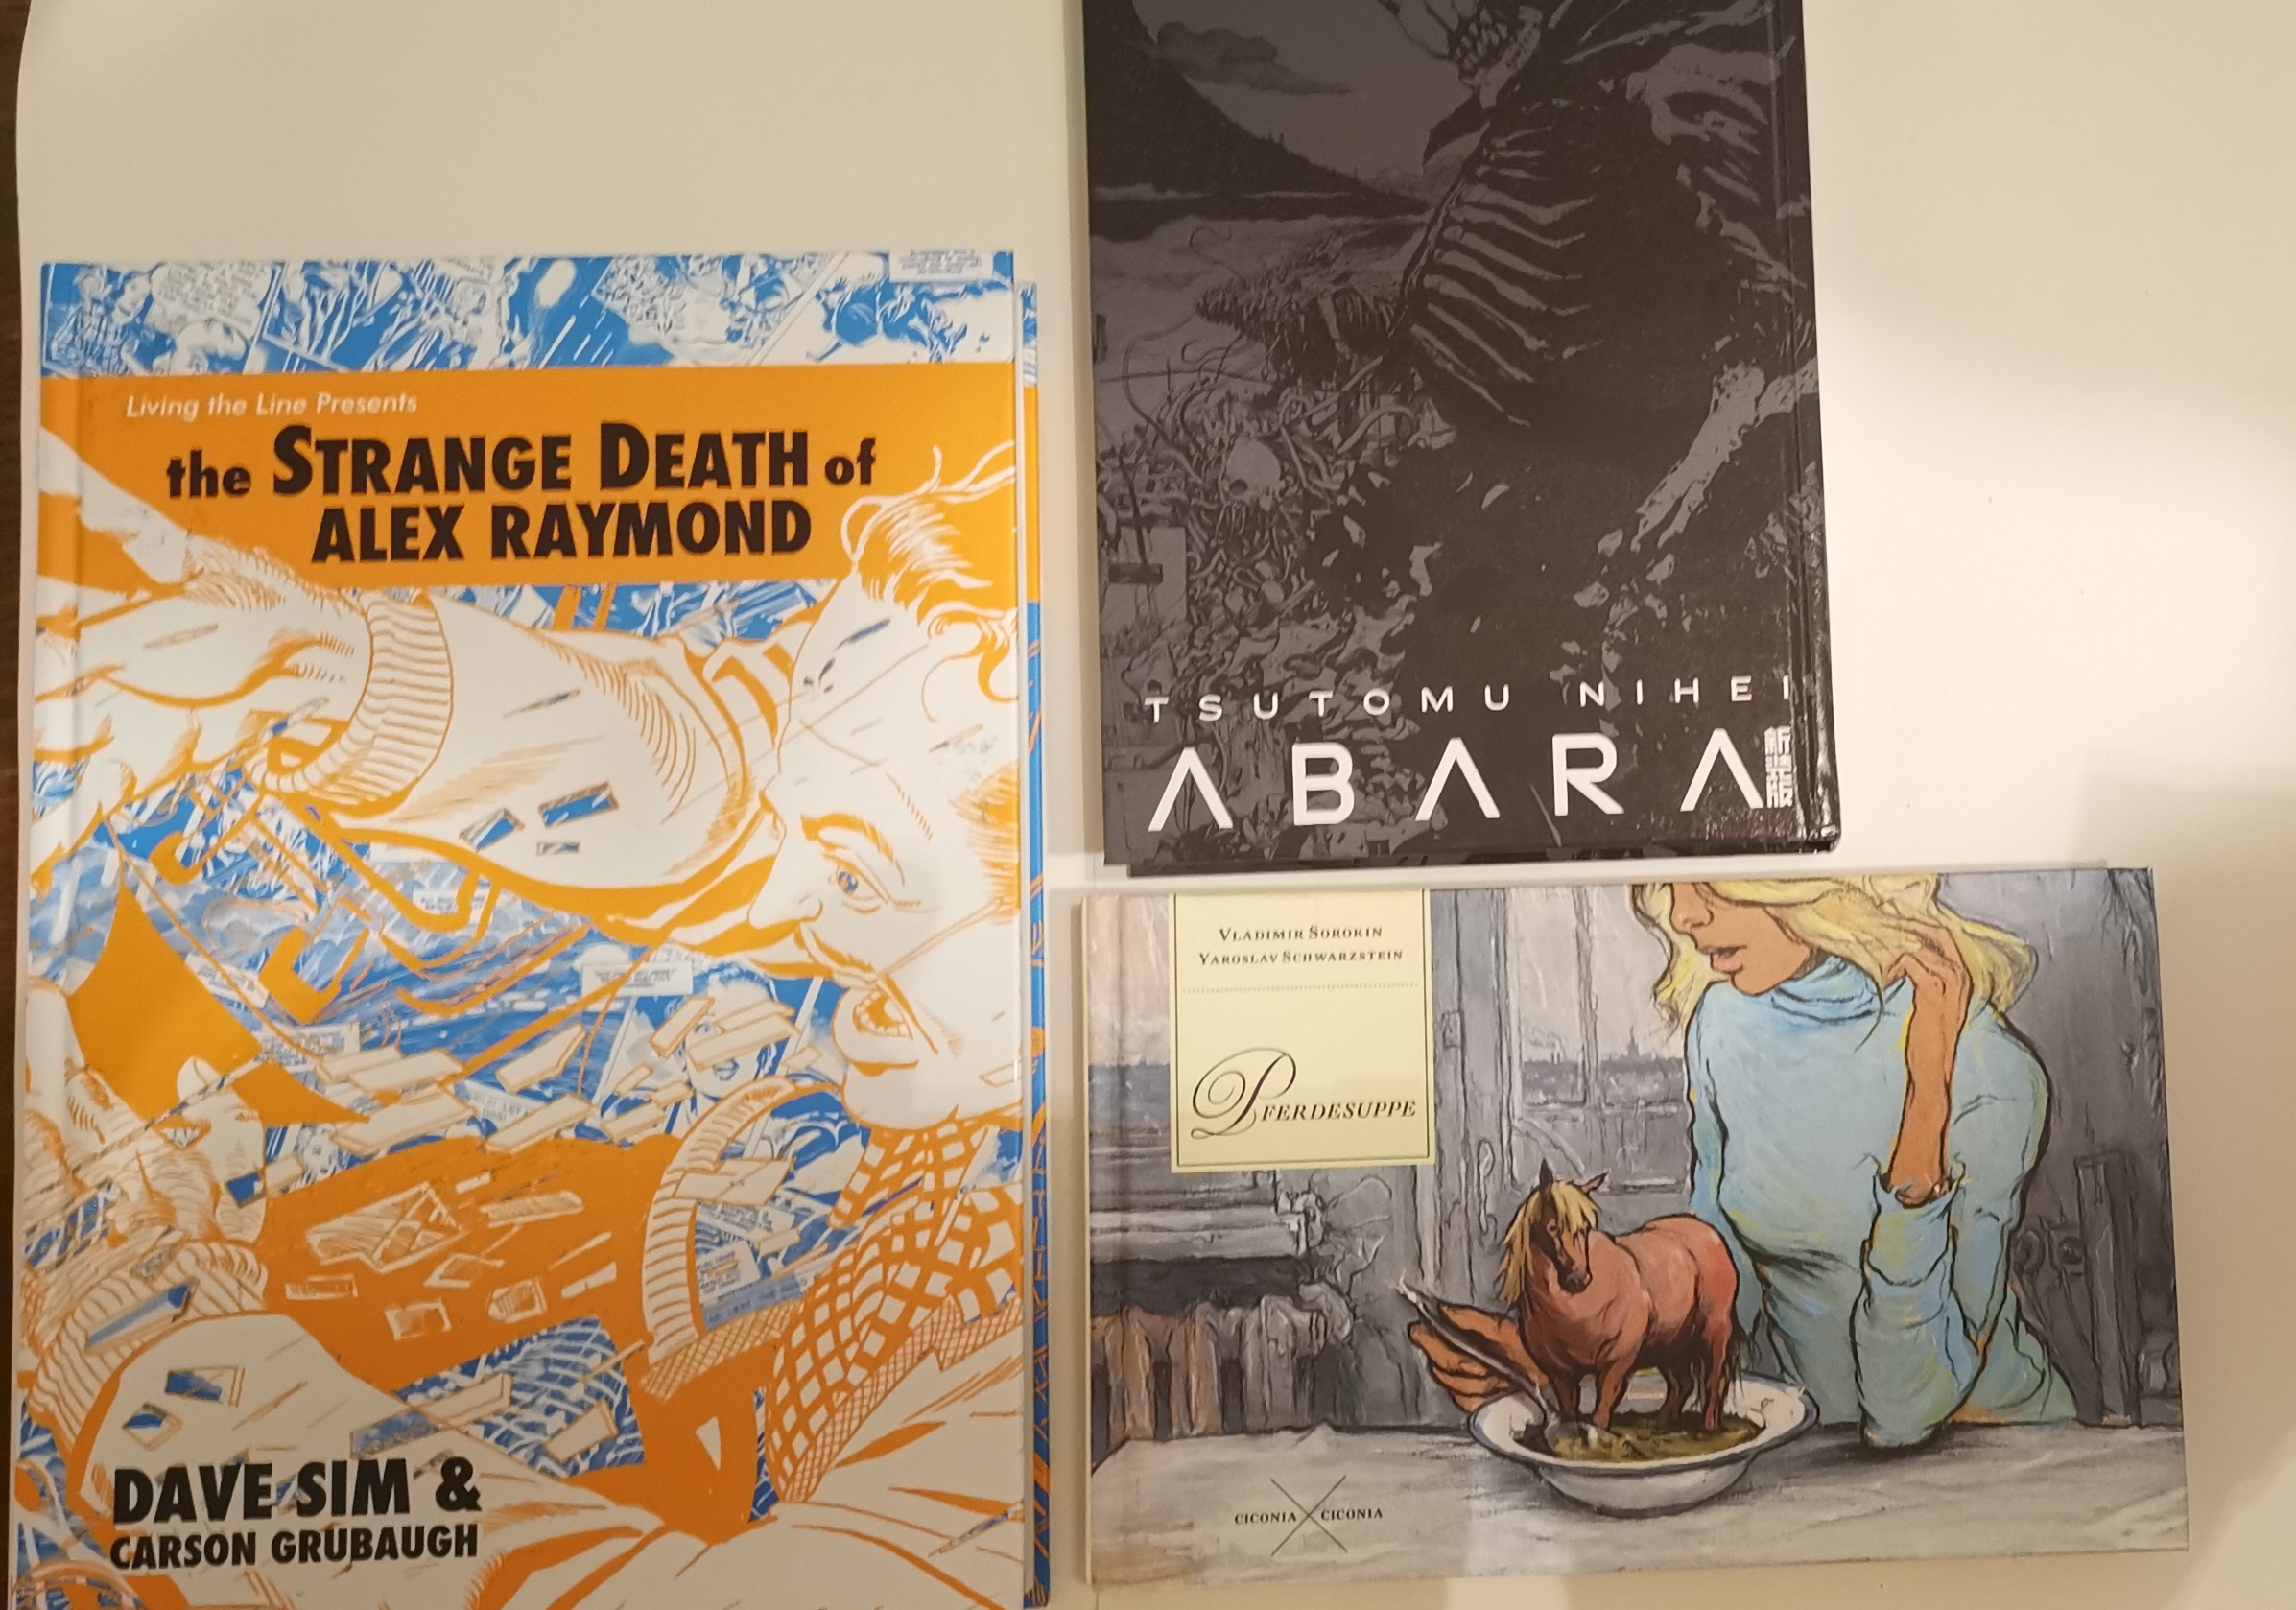 Living the Line Presents
the STRANGE DEATH of
ALEX RAYMOND
DAVE SIM &
CARSON GRUBAUGH
TSUTOMU NIHEI
ABARA
新装版
VLADIMIR SOROKIN
YAROSLAV SCHWARZSTEIN
PFERDESUPPE
CICONIA CICONIA